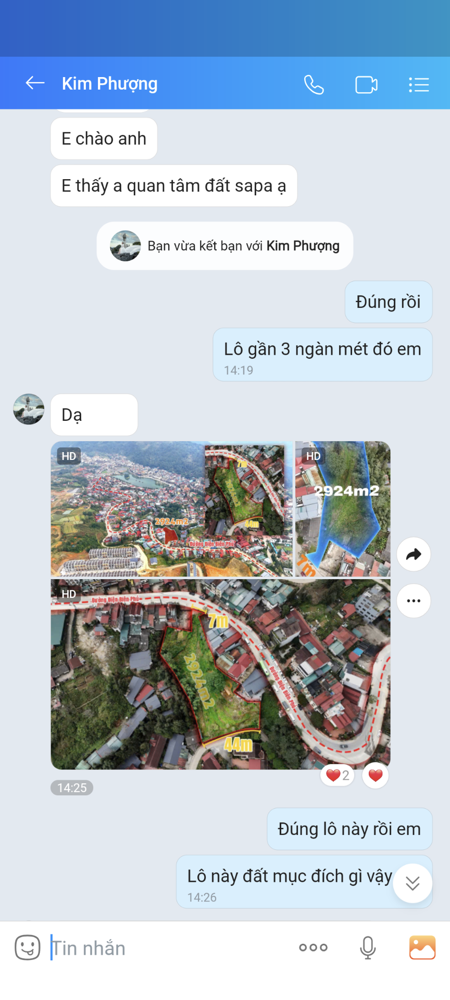 Kim Phượng
E chào anh
E thấy a quan tâm đất sapa ạ
Bạn vừa kết bạn với Kim Phượng
Đúng rồi
Lô gần 3 ngàn mét đó em
14:19
Dạ
HD
7m
2924m2
44m
2924m2
Đường Điện Biên Phủ
HD
2924m2
7m
HD
Đường Điện Biên Phủ
7m
2924m2
Đường Điện Biên Phủ
44m
2
14:25
Đúng lô này rồi em
Lô này đất mục đích gì vậy
14:26
Tin nhắn